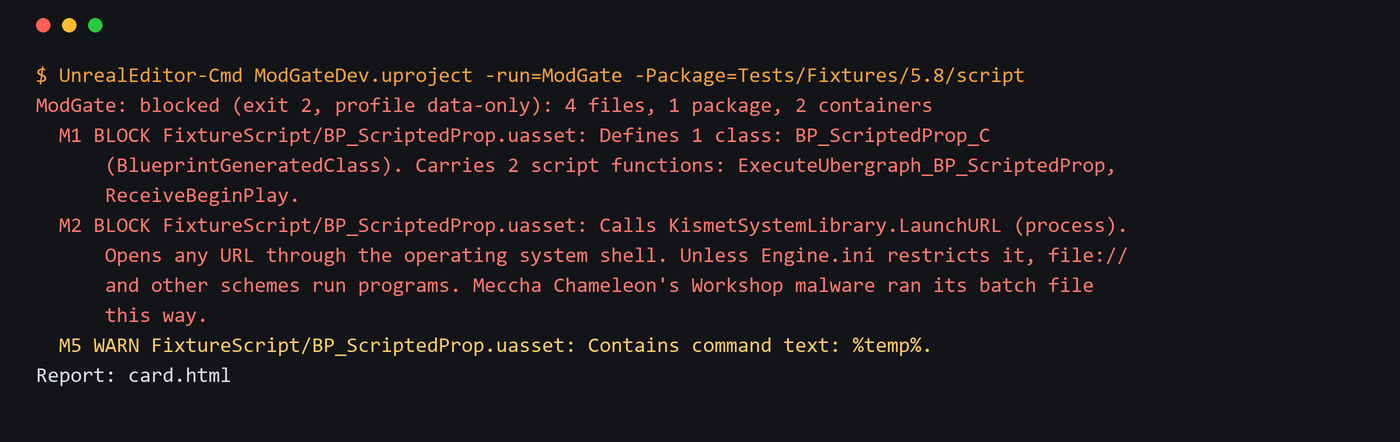 $ UnrealEditor-Cmd ModGateDev.uproject -run=ModGate -Package=Tests/Fixtures/5.8/script
ModGate: blocked (exit 2, profile data-only): 4 files, 1 package, 2 containers
M1 BLOCK FixtureScript/BP_ScriptedProp.uasset: Defines 1 class: BP_ScriptedProp_C
(BlueprintGeneratedClass). Carries 2 script functions: ExecuteUbergraph_BP_ScriptedProp,
ReceiveBeginPlay.
M2 BLOCK FixtureScript/BP_ScriptedProp.uasset: Calls KismetSystemLibrary.LaunchURL (process).
Opens any URL through the operating system shell. Unless Engine.ini restricts it, file://
and other schemes run programs. Meccha Chameleon's Workshop malware ran its batch file
this way.
M5 WARN FixtureScript/BP_ScriptedProp.uasset: Contains command text: %temp%.
Report: card.html